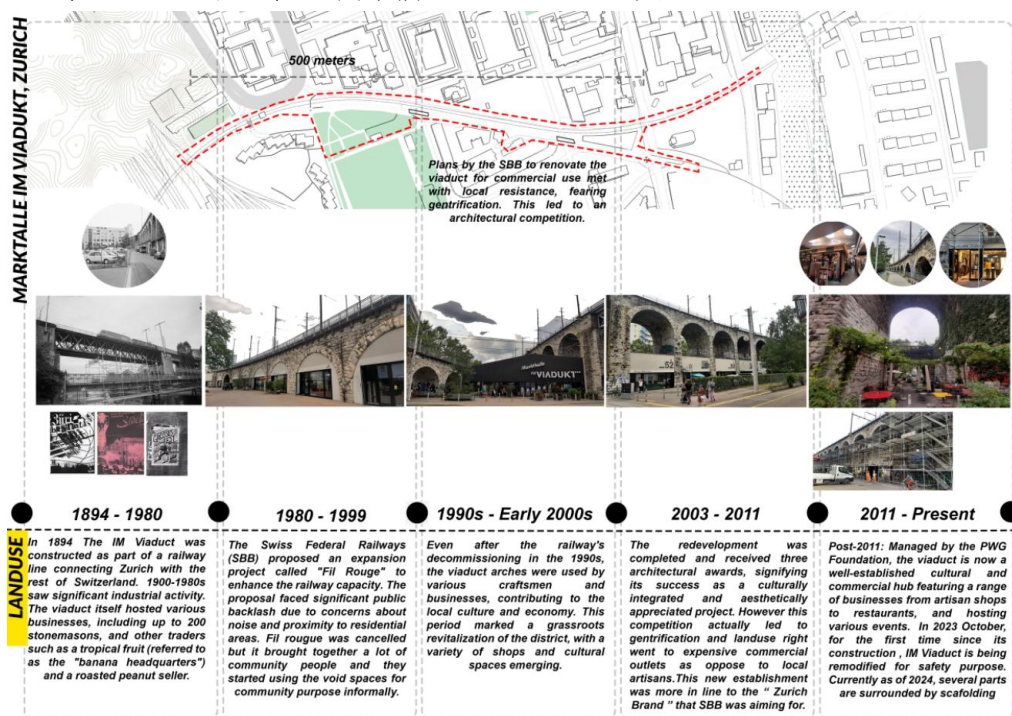 MARKTALLE IM VIADUKT, ZURICH
500 meters
Plans by the SBB to renovate the
viaduct for commercial use met
with local resistance, fearing
gentrification. This led to an
architectural competition.
VIADUKT
52
LANDUSE
1894 - 1980
In 1894 The IM Viaduct was
constructed as part of a railway
line connecting Zurich with the
rest of Switzerland. 1900-1980s
saw significant industrial activity.
The viaduct itself hosted various
businesses, including up to 200
stonemasons, and other traders
such as a tropical fruit (referred to
as the "banana headquarters")
and a roasted peanut seller.
1980 - 1999
The Swiss Federal Railways
(SBB) proposed an expansion
project called "Fil Rouge" to
enhance the railway capacity. The
proposal faced significant public
backlash due to concerns about
noise and proximity to residential
areas. Fil rougue was cancelled
but it brought together a lot of
community people and they
started using the void spaces for
community purpose informally.
1990s - Early 2000s
Even after the railway's
decommissioning in the 1990s,
the viaduct arches were used by
various craftsmen and
businesses, contributing to the
local culture and economy. This
period marked a grassroots
revitalization of the district, with a
variety of shops and cultural
spaces emerging.
2003 - 2011
The redevelopment was
completed and received three
architectural awards, signifying
its success as a culturally
integrated and aesthetically
appreciated project. However this
competition actually led to
gentrification and landuse right
went to expensive commercial
outlets as oppose to local
artisans.This new establishment
was more in line to the " Zurich
Brand " that SBB was aiming for.
2011 - Present
Post-2011: Managed by the PWG
Foundation, the viaduct is now a
well-established cultural and
commercial hub featuring a range
of businesses from artisan shops
to restaurants, and hosting
various events. In 2023 October,
for the first time since its
construction , IM Viaduct is being
remodified for safety purpose.
Currently as of 2024, several parts
are surrounded by scafolding